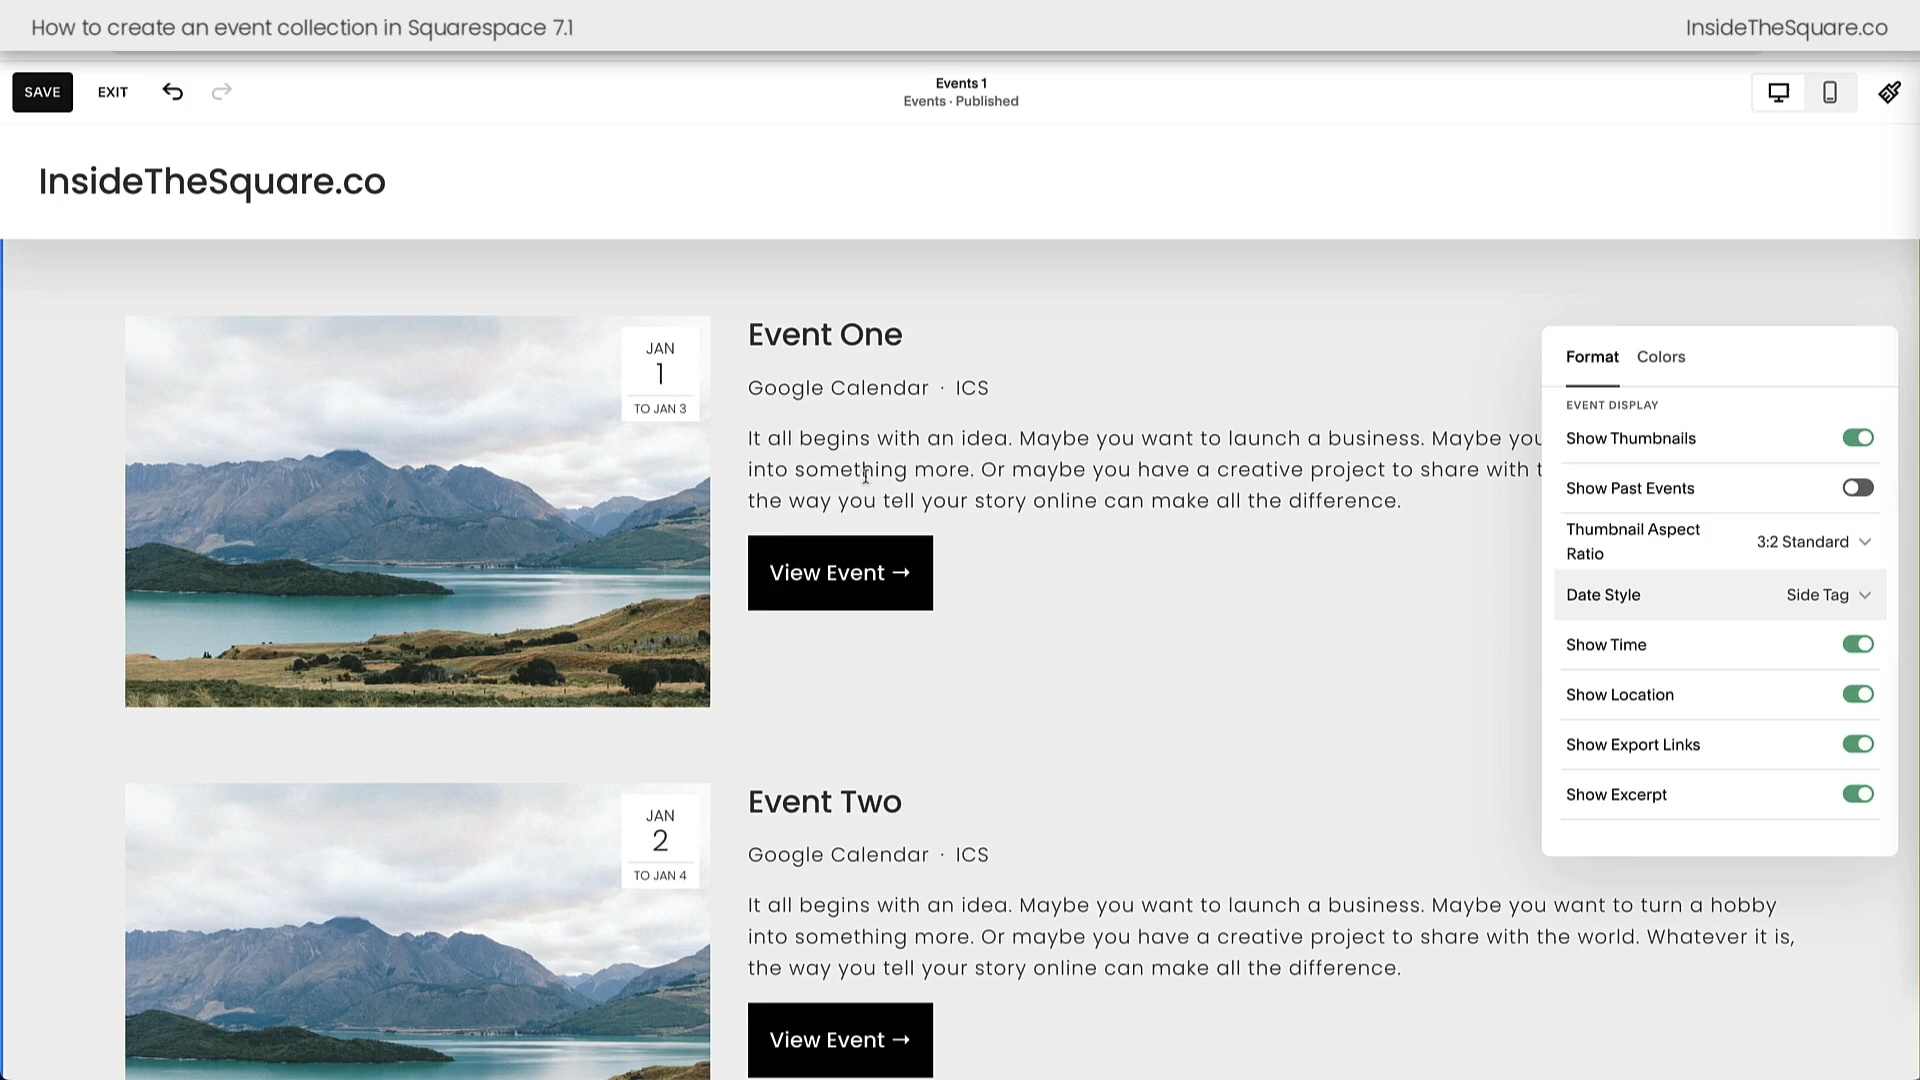 How to create an event collection in Squarespace 7.1
InsideTheSquare.co
SAVE
EXIT
Events 1
Events · Published
InsideTheSquare.co
JAN
1
TO JAN 3
Event One
Google Calendar · ICS
It all begins with an idea. Maybe you want to launch a business. Maybe you
into something more. Or maybe you have a creative project to share with t
the way you tell your story online can make all the difference.
View Event →
Format Colors
EVENT DISPLAY
Show Thumbnails
Show Past Events
Thumbnail Aspect
Ratio
3:2 Standard
Date Style
Side Tag
Show Time
Show Location
Show Export Links
Show Excerpt
JAN
2
TO JAN 4
Event Two
Google Calendar · ICS
It all begins with an idea. Maybe you want to launch a business. Maybe you want to turn a hobby
into something more. Or maybe you have a creative project to share with the world. Whatever it is,
the way you tell your story online can make all the difference.
View Event →